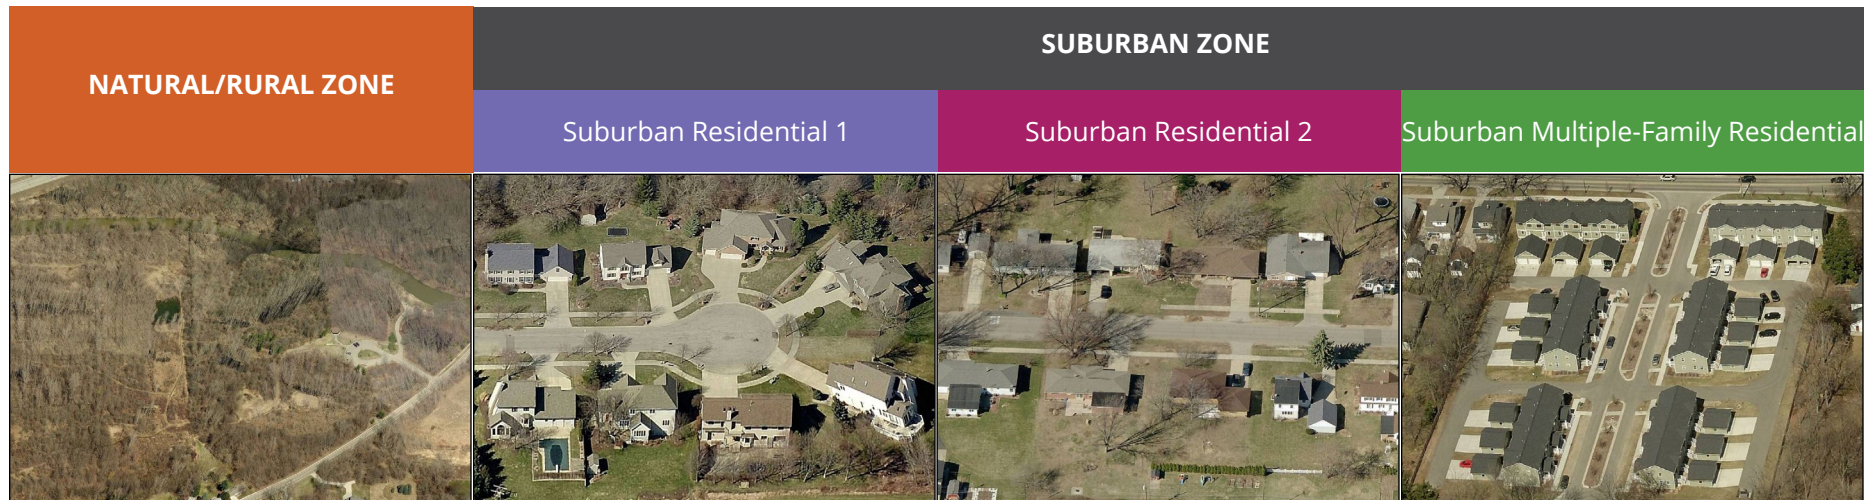 NATURAL/RURAL ZONE
SUBURBAN ZONE
Suburban Residential 1
Suburban Residential 2
Suburban Multiple-Family Residential